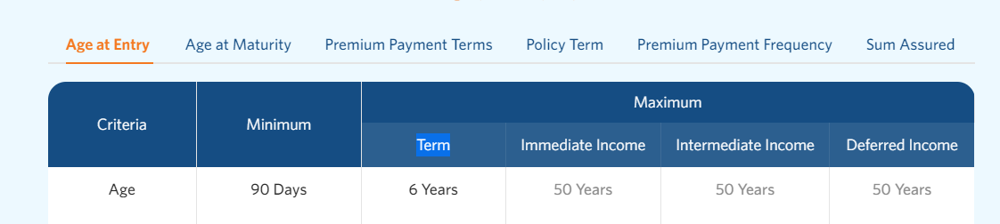 Age at Entry Age at Maturity Premium Payment Terms Policy Term Premium Payment Frequency Sum Assured
Criteria Minimum Maximum
Term Immediate Income Intermediate Income Deferred Income
Age 90 Days 6 Years 50 Years 50 Years 50 Years